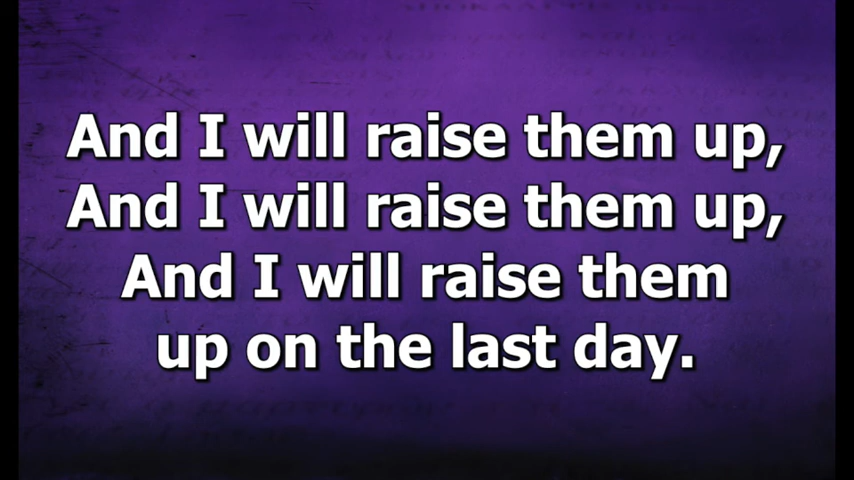 And I will raise them up,
And I will raise them up,
And I will raise them
up on the last day.